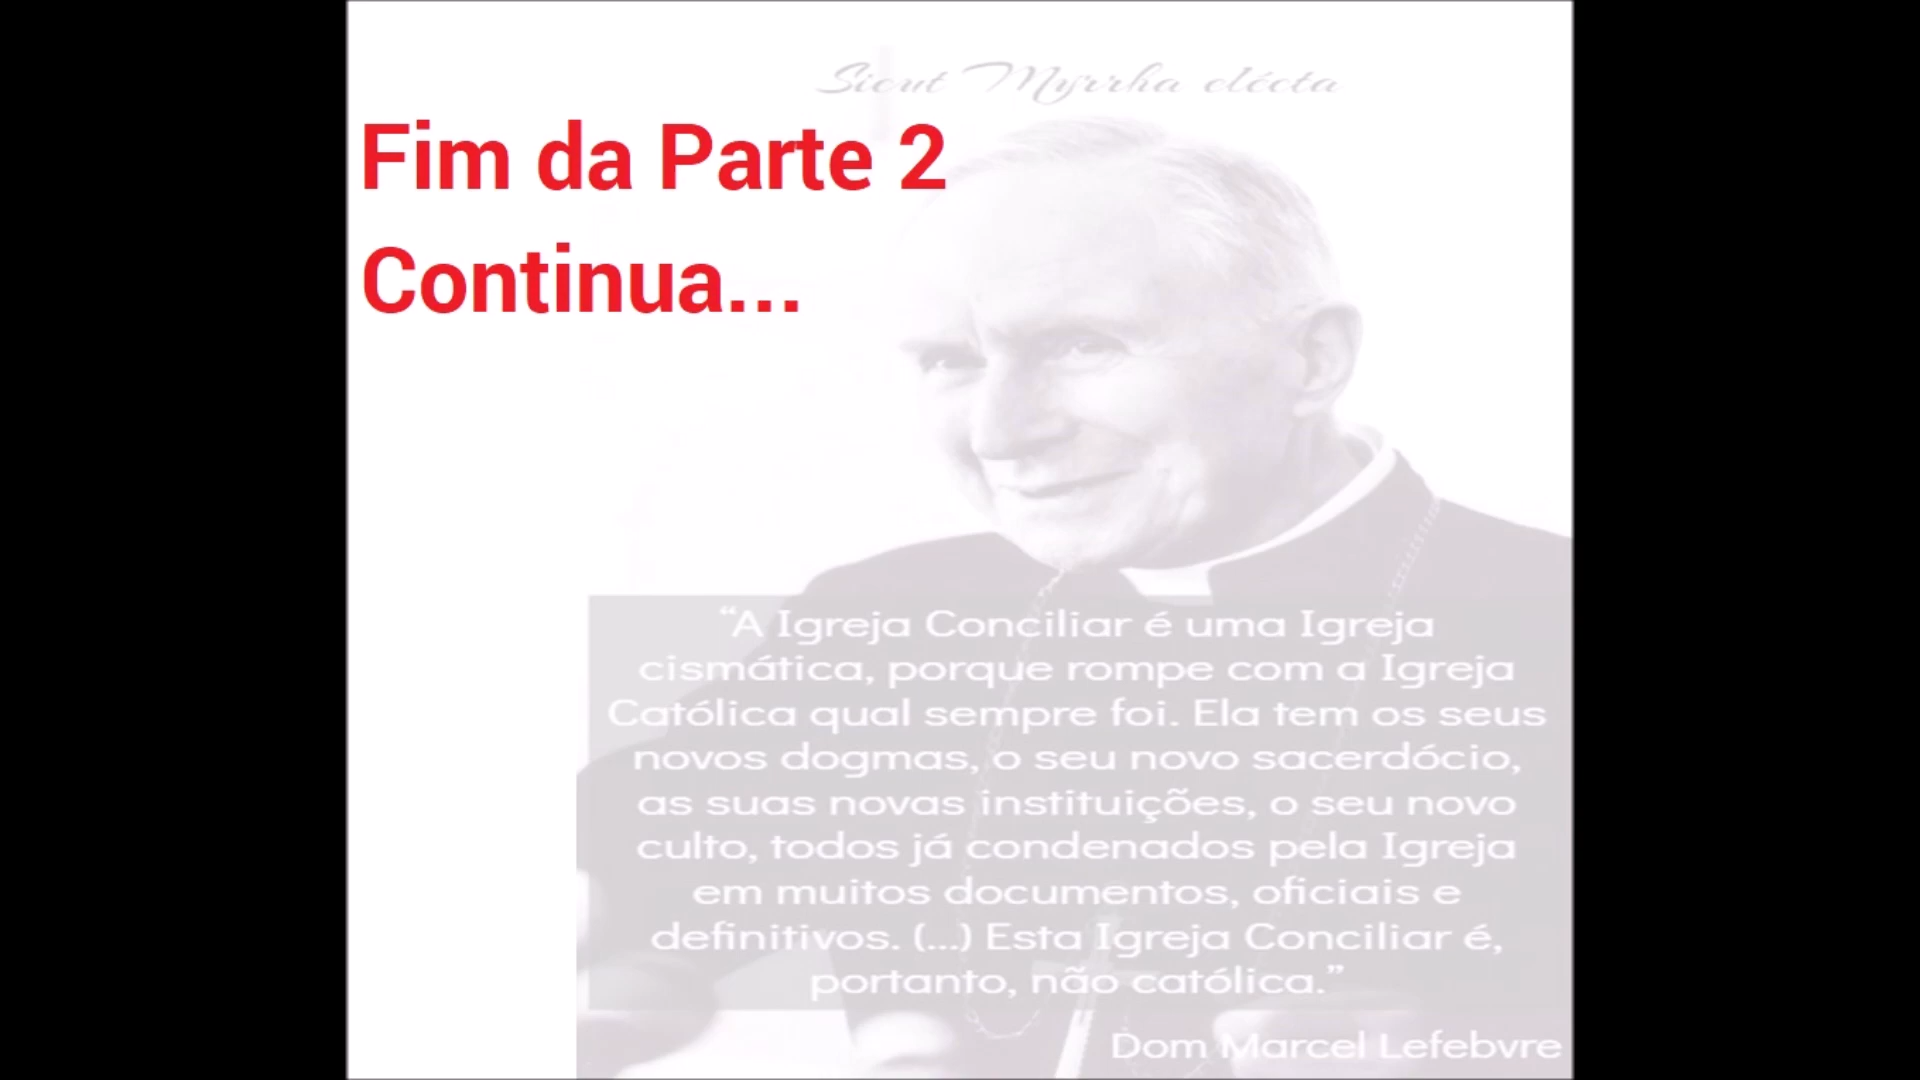 Sicut Myrrha elécta
Fim da Parte 2
Continua...
“A Igreja Conciliar é uma Igreja
cismática, porque rompe com a Igreja
Católica qual sempre foi. Ela tem os seus
novos dogmas, o seu novo sacerdócio,
as suas novas instituições, o seu novo
culto, todos já condenados pela Igreja
em muitos documentos, oficiais e
definitivos. (...) Esta Igreja Conciliar é,
portanto, não católica.”
Dom Marcel Lefebvre